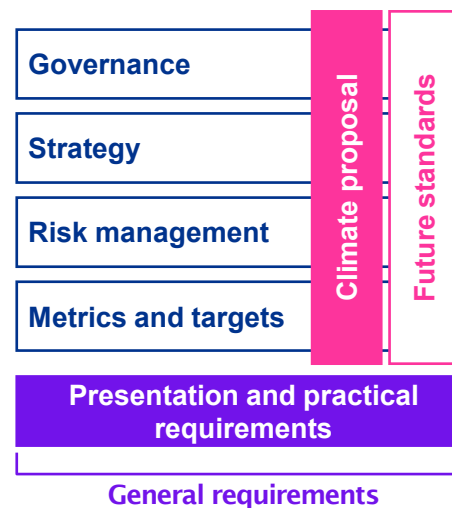 Governance
Strategy
Risk management
Metrics and targets
Climate proposal
Future standards
Presentation and practical
requirements
General requirements